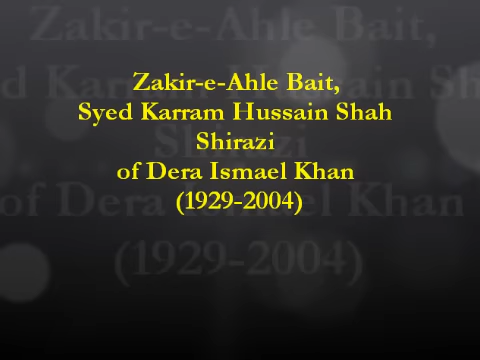 Zakir-e-Ahle Bait,
Syed Karram Hussain Shah
Shirazi
of Dera Ismael Khan
(1929-2004)